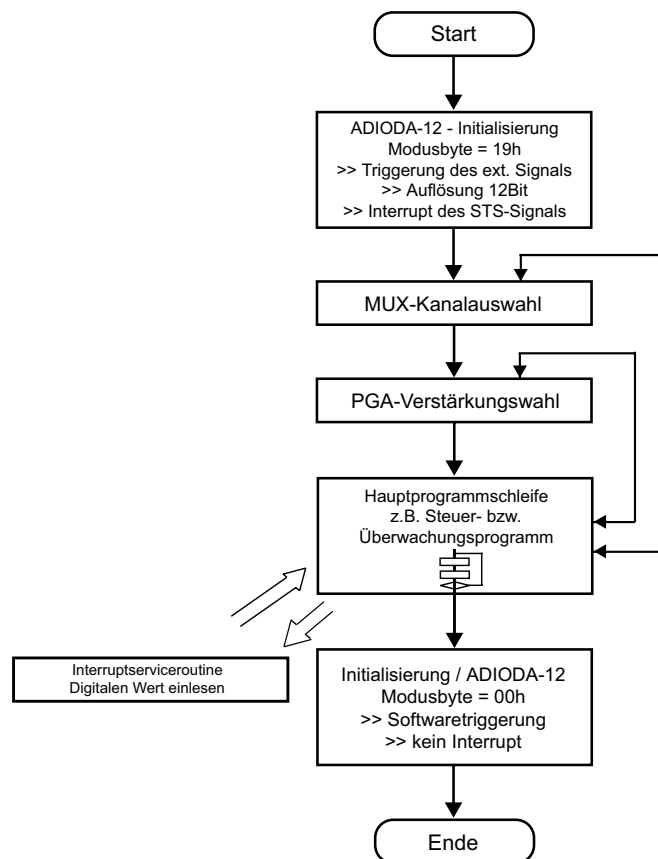 Start
ADIODA-12 - Initialisierung
Modusbyte = 19h
>> Triggerung des ext. Signals
>> Auflösung 12Bit
>> Interrupt des STS-Signals
MUX-Kanalauswahl
PGA-Verstärkungswahl
Hauptprogrammschleife
z.B. Steuer- bzw.
Überwachungsprogramm
Interruptserviceroutine
Digitalen Wert einlesen
Initialisierung / ADIODA-12
Modusbyte = 00h
>> Softwaretriggerung
>> kein Interrupt
Ende